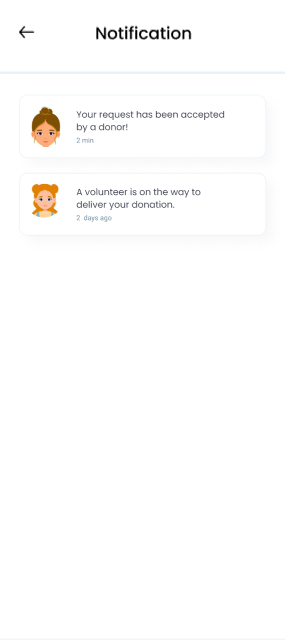 Notification
Your request has been accepted
by a donor!
2 min
A volunteer is on the way to
deliver your donation.
2 days ago